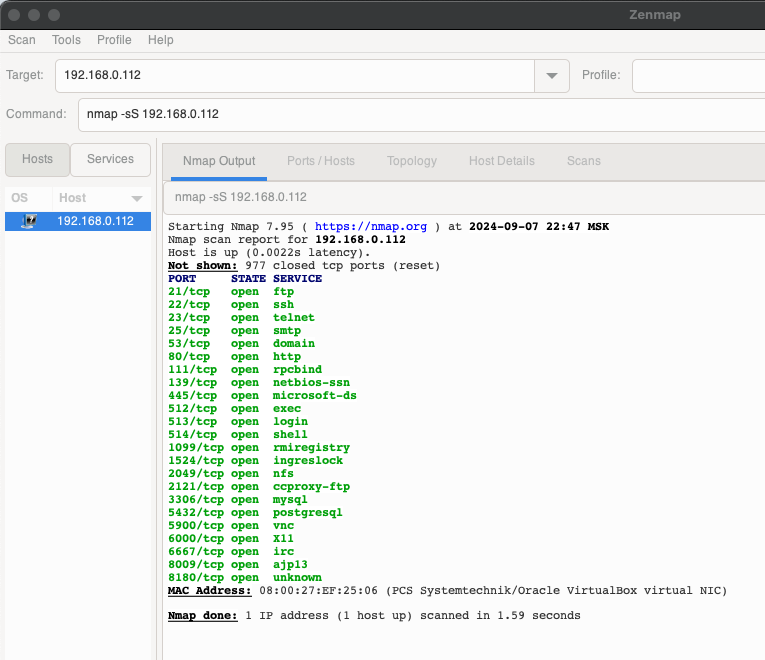 Zenmap
Scan Tools Profile Help
Target: 192.168.0.112 Profile:
Command: nmap -sS 192.168.0.112
Hosts Services
OS Host
192.168.0.112
Nmap Output Ports / Hosts Topology Host Details Scans
nmap -sS 192.168.0.112
Starting Nmap 7.95 ( https://nmap.org ) at 2024-09-07 22:47 MSK
Nmap scan report for 192.168.0.112
Host is up (0.0022s latency).
Not shown: 977 closed tcp ports (reset)
PORT STATE SERVICE
21/tcp open ftp
22/tcp open ssh
23/tcp open telnet
25/tcp open smtp
53/tcp open domain
80/tcp open http
111/tcp open rpcbind
139/tcp open netbios-ssn
445/tcp open microsoft-ds
512/tcp open exec
513/tcp open login
514/tcp open shell
1099/tcp open rmiregistry
1524/tcp open ingreslock
2049/tcp open nfs
2121/tcp open ccproxy-ftp
3306/tcp open mysql
5432/tcp open postgresql
5900/tcp open vnc
6000/tcp open X11
6667/tcp open irc
8009/tcp open ajp13
8180/tcp open unknown
MAC Address: 08:00:27:EF:25:06 (PCS Systemtechnik/Oracle VirtualBox virtual NIC)
Nmap done: 1 IP address (1 host up) scanned in 1.59 seconds